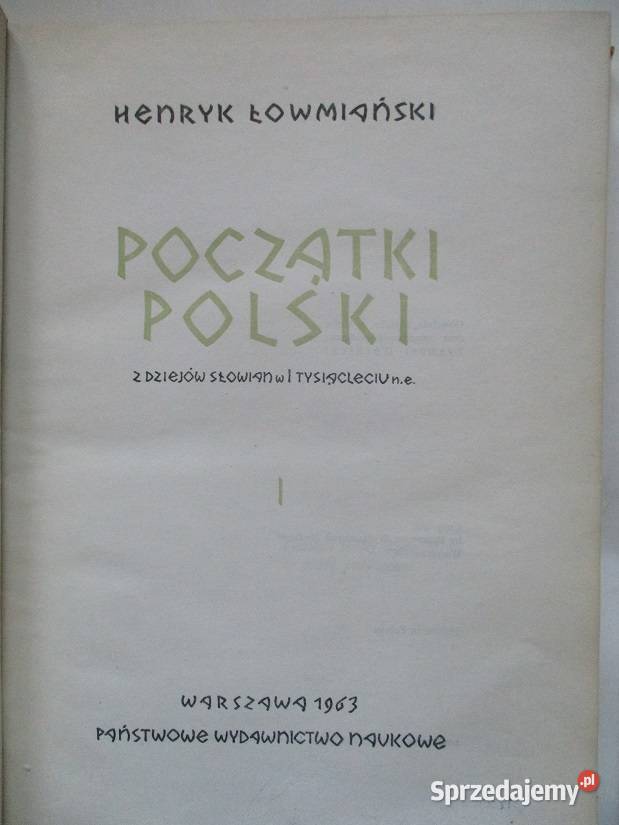 HENRYK ŁOWMIAŃSKI
POCZĄTKI
POLSKI
Z DZIEJÓW SŁOWIAN W I TYSIĄCLECIU n.e.
I
WARSZAWA 1963
PAŃSTWOWE WYDAWNICTWO NAUKOWE
Sprzedajemy.pl